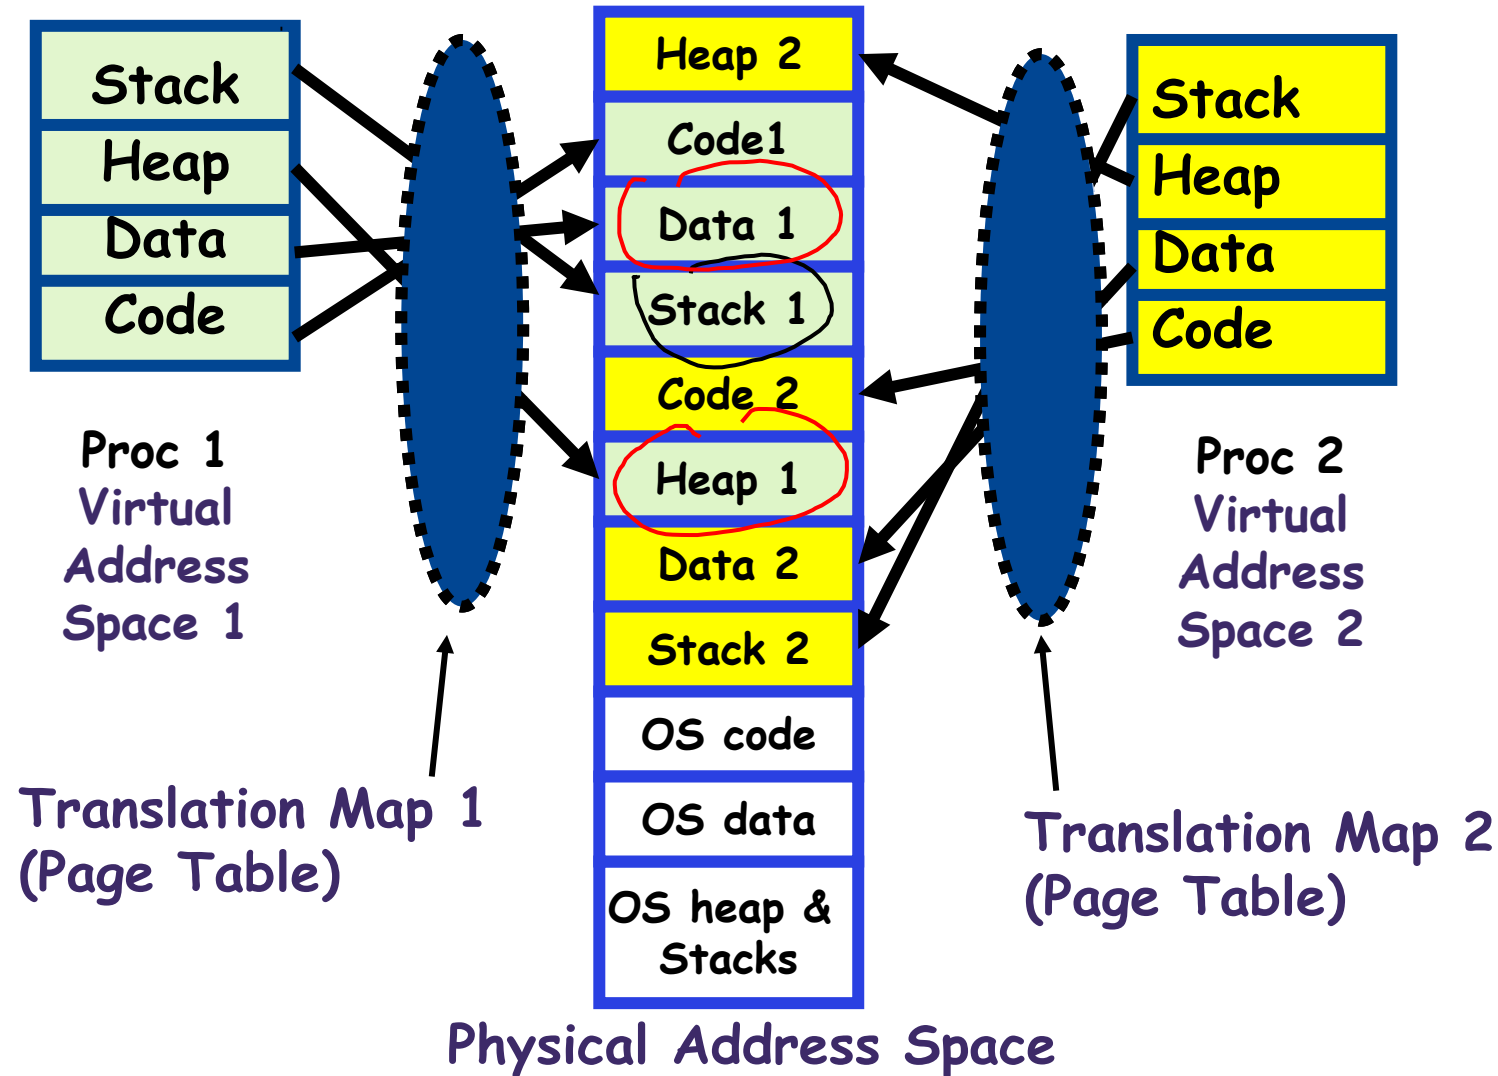 Stack
Heap
Data
Code
Proc 1
Virtual
Address
Space 1
Translation Map 1
(Page Table)
Heap 2
Code1
Data 1
Stack 1
Code 2
Heap 1
Data 2
Stack 2
OS code
OS data
OS heap &
Stacks
Physical Address Space
Stack
Heap
Data
Code
Proc 2
Virtual
Address
Space 2
Translation Map 2
(Page Table)